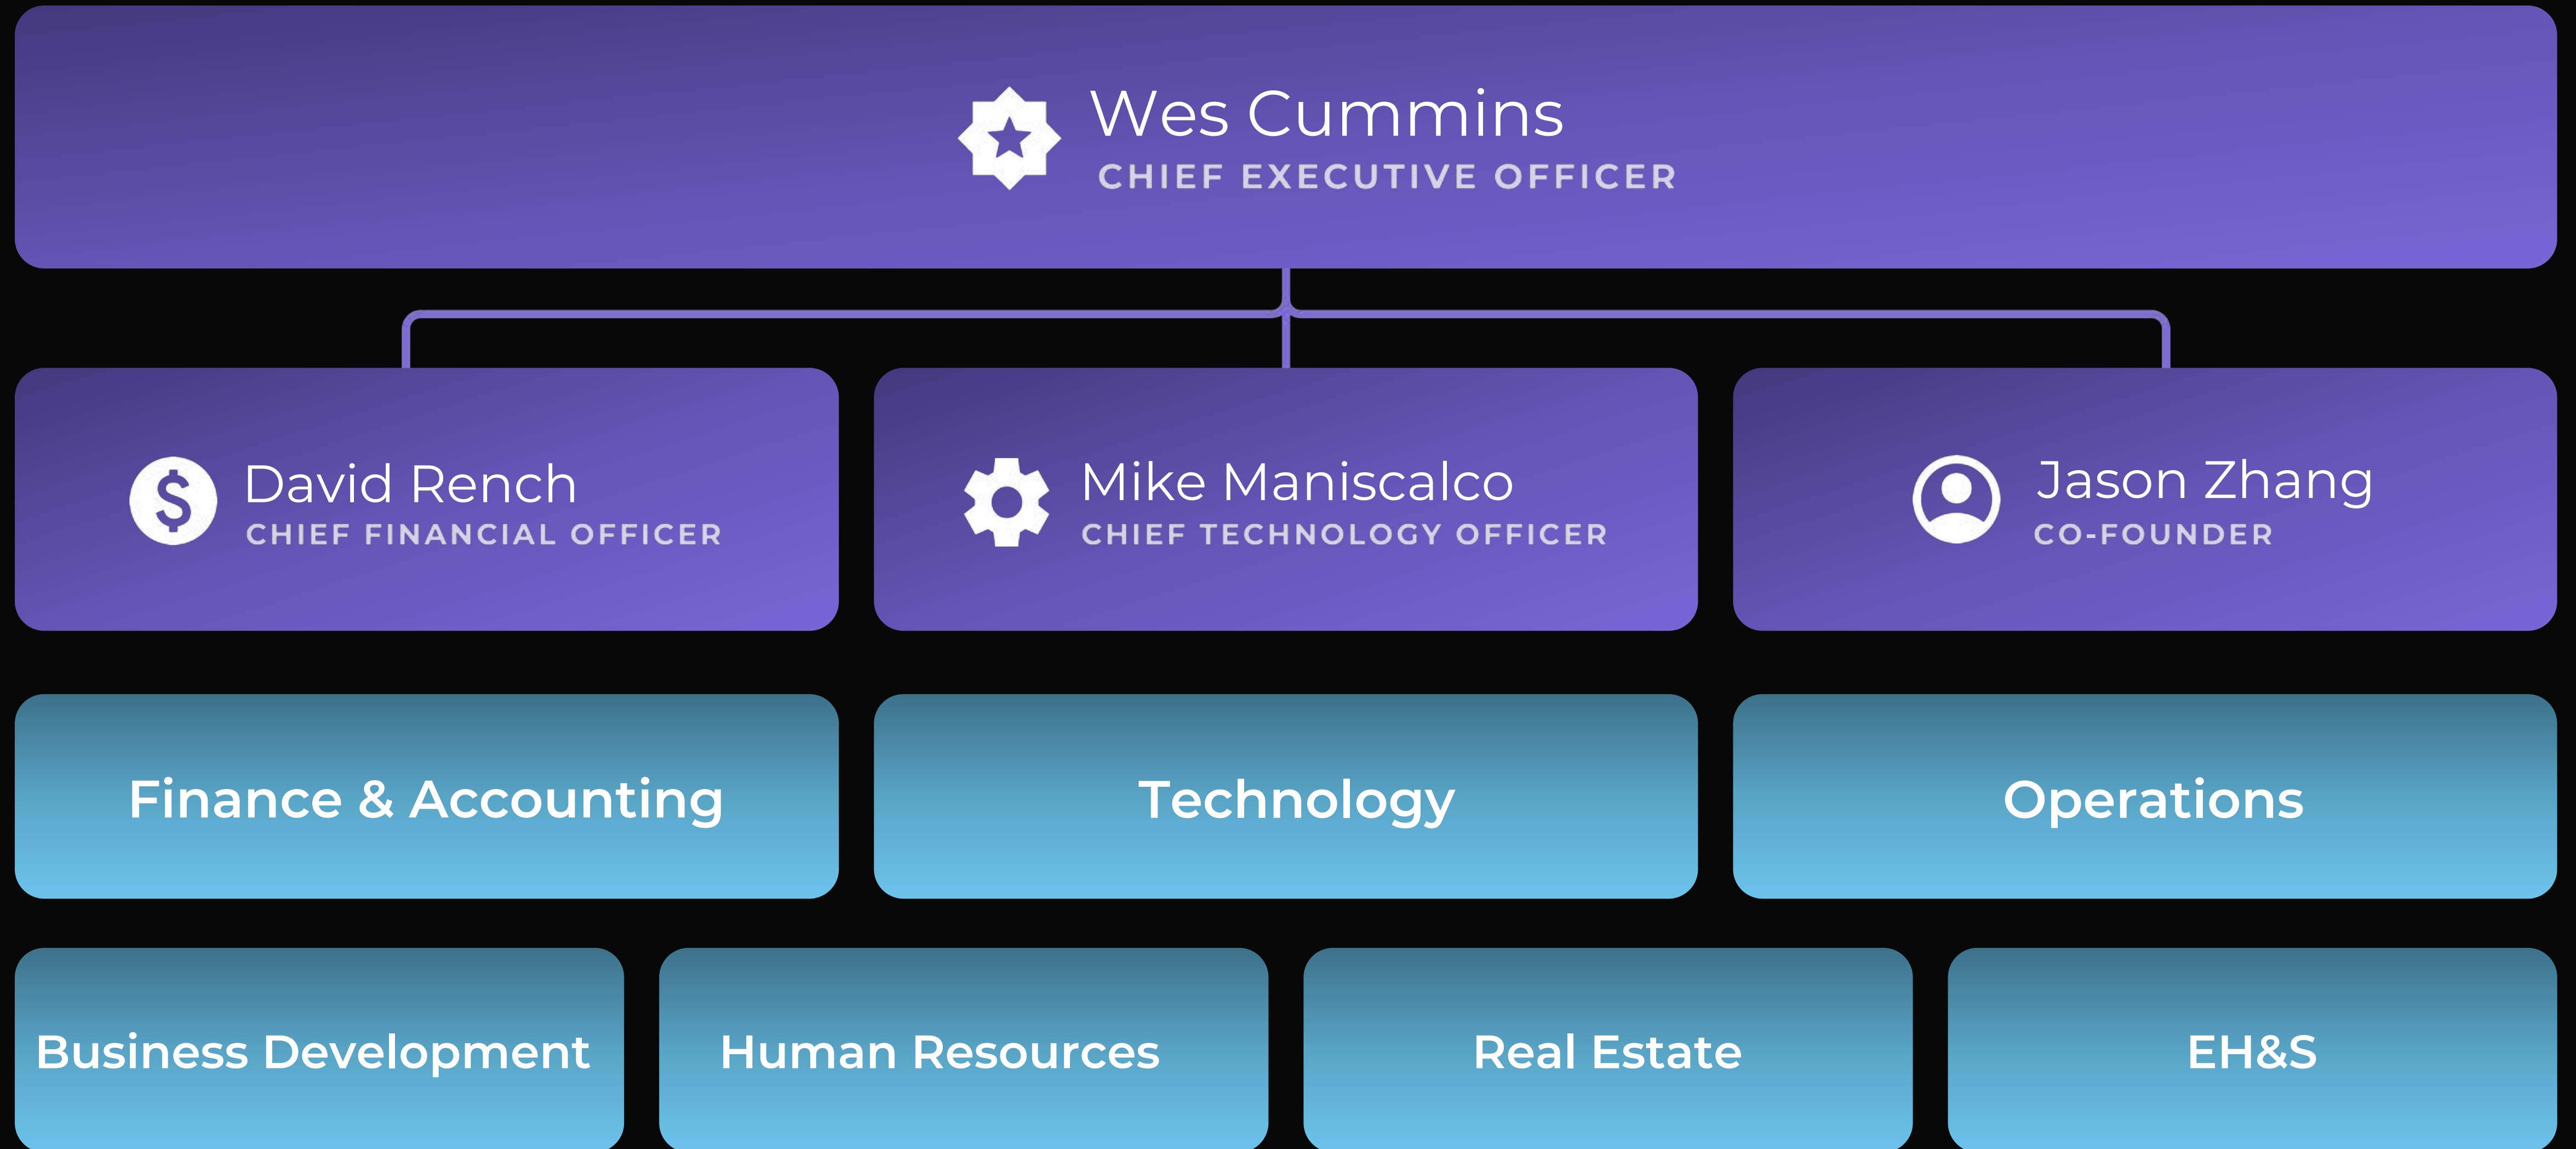 Wes Cummins
CHIEF EXECUTIVE OFFICER
David Rench
CHIEF FINANCIAL OFFICER
Mike Maniscalco
CHIEF TECHNOLOGY OFFICER
Jason Zhang
CO-FOUNDER
Finance & Accounting
Technology
Operations
Business Development
Human Resources
Real Estate
EH&S